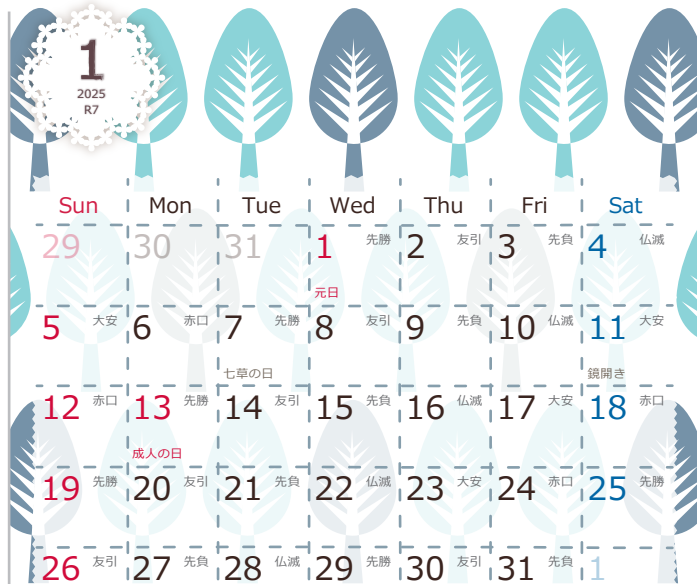 1
2025
R7
Sun Mon Tue Wed Thu Fri Sat
29 30 31 1 先勝 2 友引 3 先負 4 仏滅
元日
5 大安 6 赤口 7 先勝 8 友引 9 先負 10 仏滅 11 大安
七草の日 鏡開き
12 赤口 13 先勝 14 友引 15 先負 16 仏滅 17 大安 18 赤口
成人の日
19 先勝 20 友引 21 先負 22 仏滅 23 大安 24 赤口 25 先勝
26 友引 27 先負 28 仏滅 29 先勝 30 友引 31 先負 1